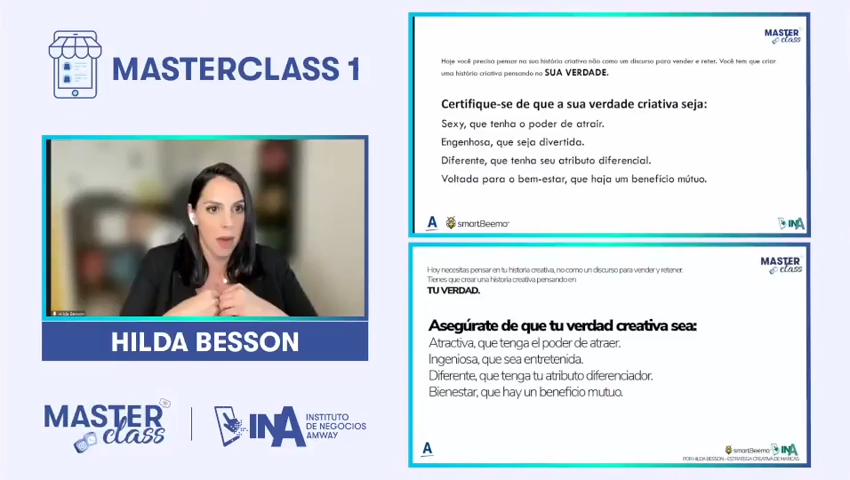 MASTERCLASS 1
Hilda Besson
HILDA BESSON
MASTER
class
INA
INSTITUTO
DE NEGOCIOS
AMWAY
MASTER
class
Hoje você precisa pensar na sua história criativa não como um discurso para vender e reter. Você tem que criar
uma história criativa pensando na SUA VERDADE.
Certifique-se de que a sua verdade criativa seja:
Sexy, que tenha o poder de atrair.
Engenhosa, que seja divertida.
Diferente, que tenha seu atributo diferencial.
Voltada para o bem-estar, que haja um benefício mútuo.
A smartBeemo
INA
MASTER
class
Hoy necesitas pensar en tu historia creativa, no como un discurso para vender y retener.
Tienes que crear una historia creativa pensando en
TU VERDAD.
Asegúrate de que tu verdad creativa sea:
Atractiva, que tenga el poder de atraer.
Ingeniosa, que sea entretenida.
Diferente, que tenga tu atributo diferenciador.
Bienestar, que hay un beneficio mutuo.
A
smartBeemo INA
POR HILDA BESSON - ESTRATEGA CREATIVA DE MARCAS